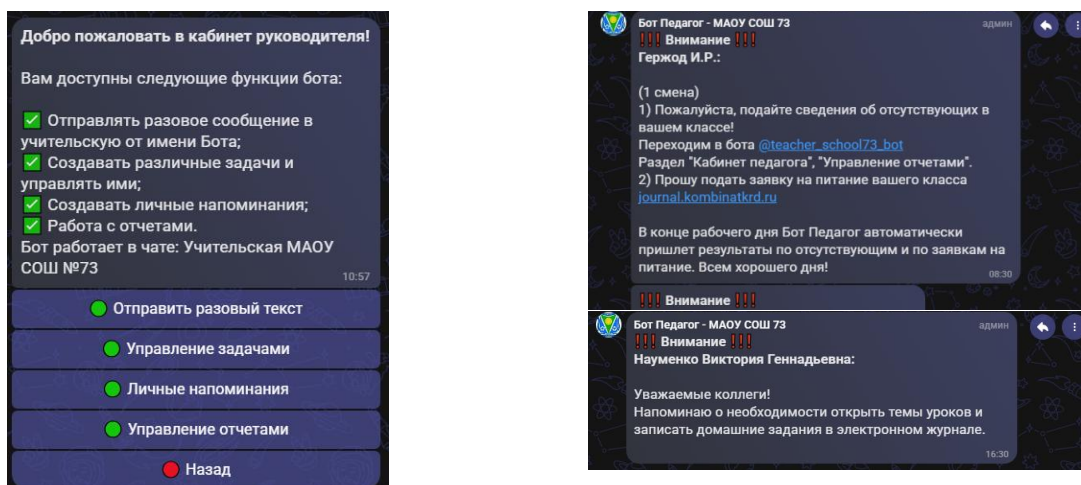 Добро пожаловать в кабинет руководителя!
Вам доступны следующие функции бота:
✅ Отправлять разовое сообщение в
учительскую от имени Бота;
✅ Создавать различные задачи и
управлять ими;
✅ Создавать личные напоминания;
✅ Работа с отчетами.
Бот работает в чате: Учительская МАОУ
СОШ №73
10:57
Отправить разовый текст
Управление задачами
Личные напоминания
Управление отчетами
Назад
Бот Педагог - МАОУ СОШ 73 админ
!!! Внимание !!!
Гержод И.Р.:
(1 смена)
1) Пожалуйста, подайте сведения об отсутствующих в
вашем классе!
Переходим в бота @teacher_school73_bot
Раздел "Кабинет педагога", "Управление отчетами".
2) Прошу подать заявку на питание вашего класса
journal.kombinatkrd.ru
В конце рабочего дня Бот Педагог автоматически
пришлет результаты по отсутствующим и по заявкам на
питание. Всем хорошего дня!
08:30
!!! Внимание !!!
Бот Педагог - МАОУ СОШ 73 админ
!!! Внимание !!!
Науменко Виктория Геннадьевна:
Уважаемые коллеги!
Напоминаю о необходимости открыть темы уроков и
записать домашние задания в электронном журнале.
16:30